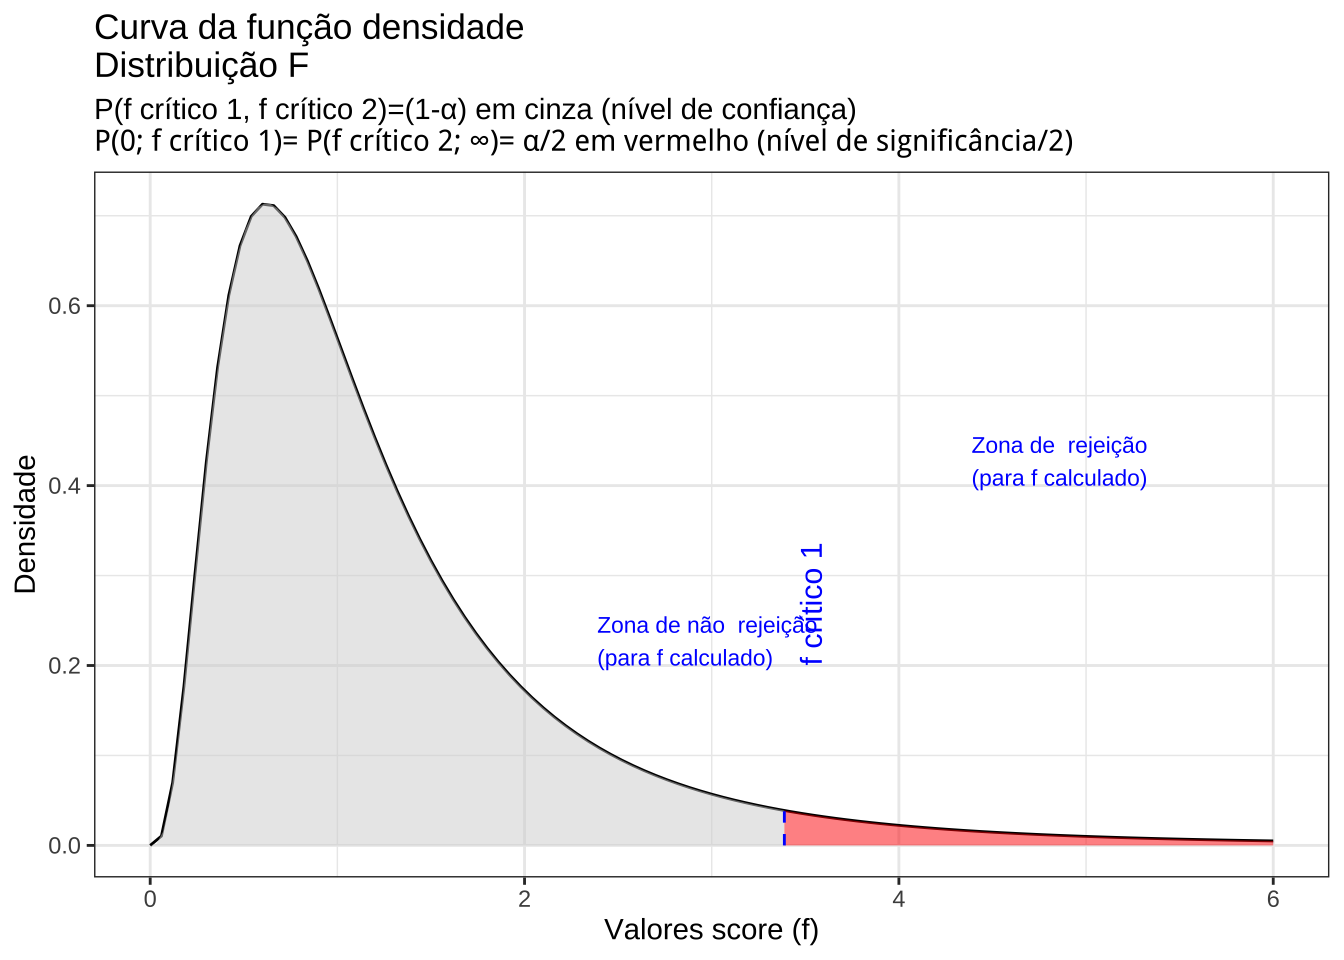 Curva da função densidade
Distribuição F
P(f crítico 1, f crítico 2)=(1-α) em cinza (nível de confiança)
P(0; f crítico 1)= P(f crítico 2; ∞)= α/2 em vermelho (nível de significância/2)
Densidade
0.6
0.4
0.2
0.0
Zona de  rejeição
(para f calculado)
f crítico 1
Zona de não  rejeição
(para f calculado)
0
2
4
6
Valores score (f)